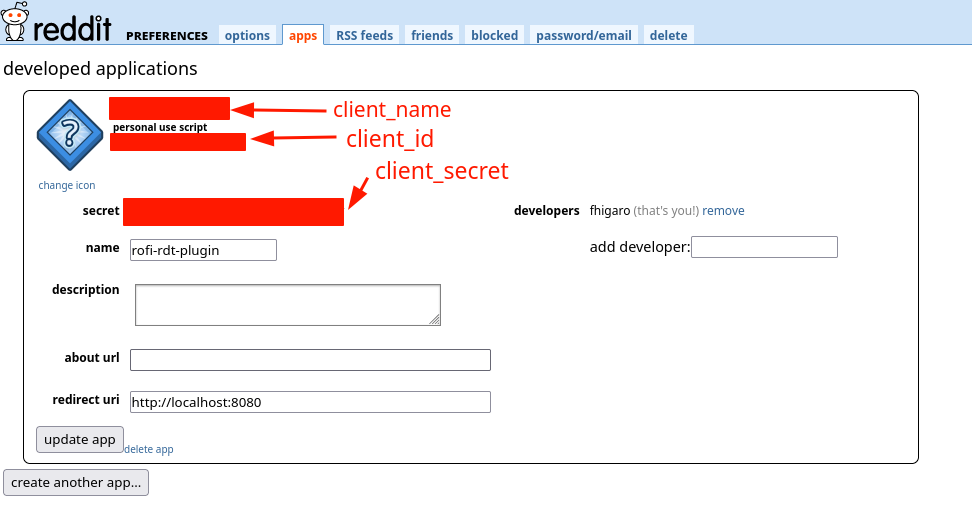 reddit PREFERENCES options apps RSS feeds friends blocked password/email delete
developed applications
client_name
personal use script
client_id
client_secret
change icon
secret
developers fhigaro (that's you!) remove
name rofi-rdt-plugin
add developer:
description
about url
redirect uri http://localhost:8080
update app delete app
create another app...